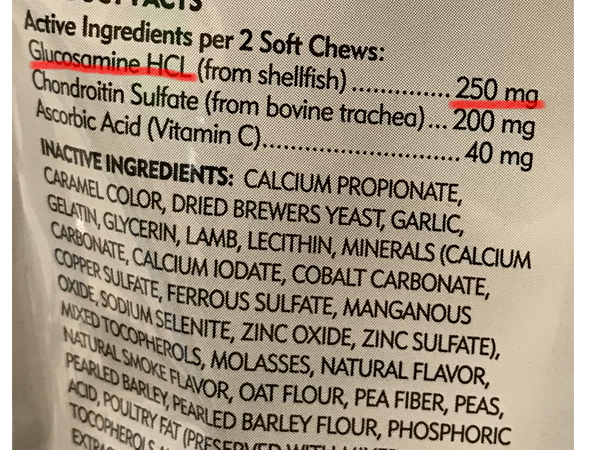 FACTS
Active Ingredients per 2 Soft Chews:
Glucosamine HCL (from shellfish) .............. 250 mg
Chondroitin Sulfate (from bovine trachea) ... 200 mg
Ascorbic Acid (Vitamin C).............................. 40 mg
INACTIVE INGREDIENTS: CALCIUM PROPIONATE,
CARAMEL COLOR, DRIED BREWERS YEAST, GARLIC,
GELATIN, GLYCERIN, LAMB, LECITHIN, MINERALS (CALCIUM
CARBONATE, CALCIUM IODATE, COBALT CARBONATE,
COPPER SULFATE, FERROUS SULFATE, MANGANOUS
OXIDE, SODIUM SELENITE, ZINC OXIDE, ZINC SULFATE),
MIXED TOCOPHEROLS, MOLASSES, NATURAL FLAVOR,
NATURAL SMOKE FLAVOR, OAT FLOUR, PEA FIBER, PEAS,
PEARLED BARLEY, PEARLED BARLEY FLOUR, PHOSPHORIC
ACID, POULTRY FAT (PRESERVED WITH
TOCOPHEROLS